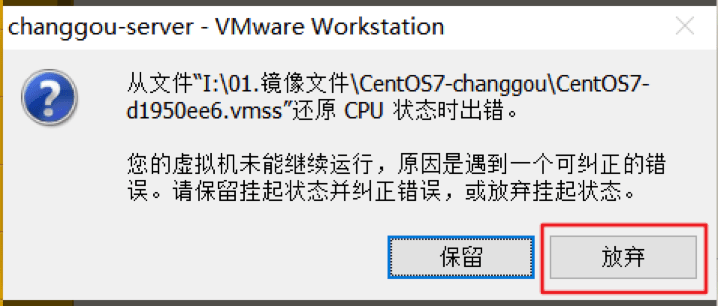 changgou-server - VMware Workstation
从文件“I:\01.镜像文件\CentOS7-changgou\CentOS7-
d1950ee6.vmss”还原 CPU 状态时出错。
您的虚拟机未能继续运行，原因是遇到一个可纠正的错
误。请保留挂起状态并纠正错误，或放弃挂起状态。
保留
放弃